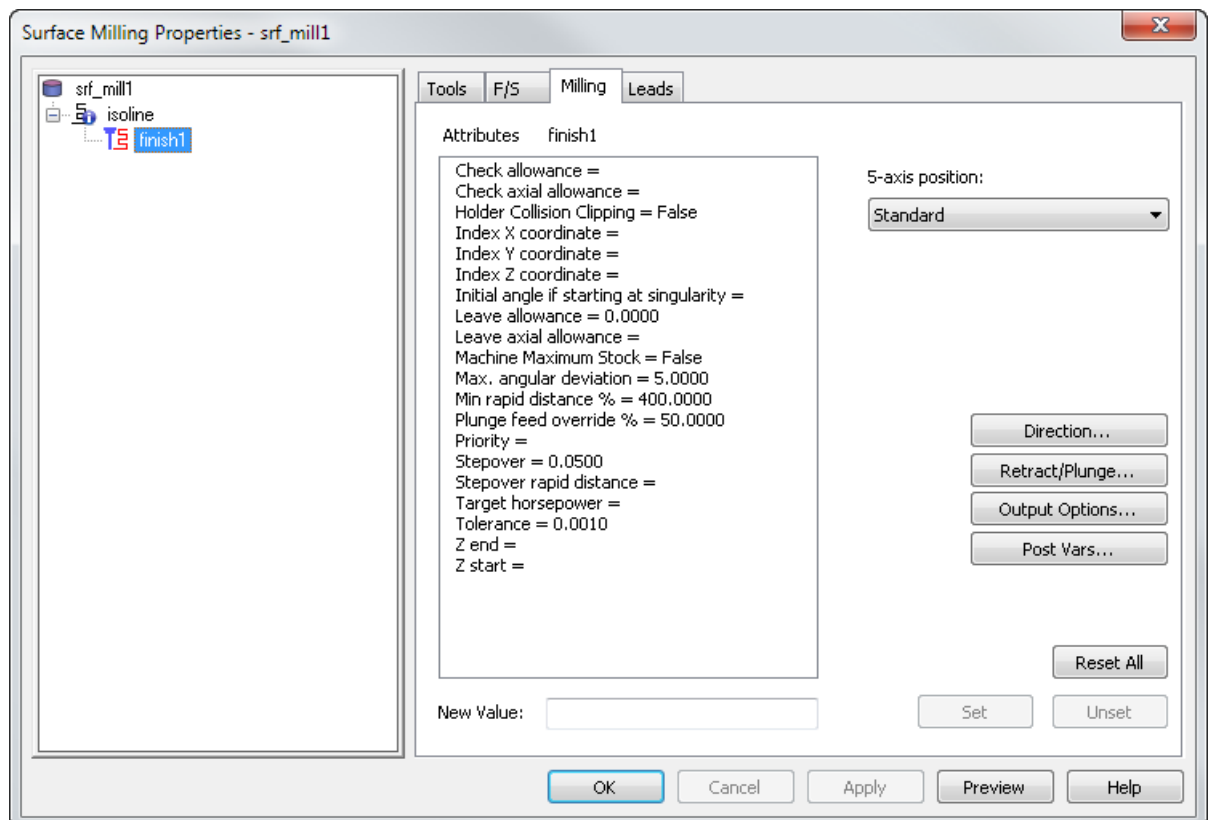 Surface Milling Properties - srf_mill1
srf_mill1
isoline
finish1
Tools F/S Milling Leads
Attributes finish1
Check allowance =
Check axial allowance =
Holder Collision Clipping = False
Index X coordinate =
Index Y coordinate =
Index Z coordinate =
Initial angle if starting at singularity =
Leave allowance = 0.0000
Leave axial allowance =
Machine Maximum Stock = False
Max. angular deviation = 5.0000
Min rapid distance % = 400.0000
Plunge feed override % = 50.0000
Priority =
Stepover = 0.0500
Stepover rapid distance =
Target horsepower =
Tolerance = 0.0010
Z end =
Z start =
5-axis position:
Standard
Direction...
Retract/Plunge...
Output Options...
Post Vars...
Reset All
New Value:
Set Unset
OK Cancel Apply Preview Help